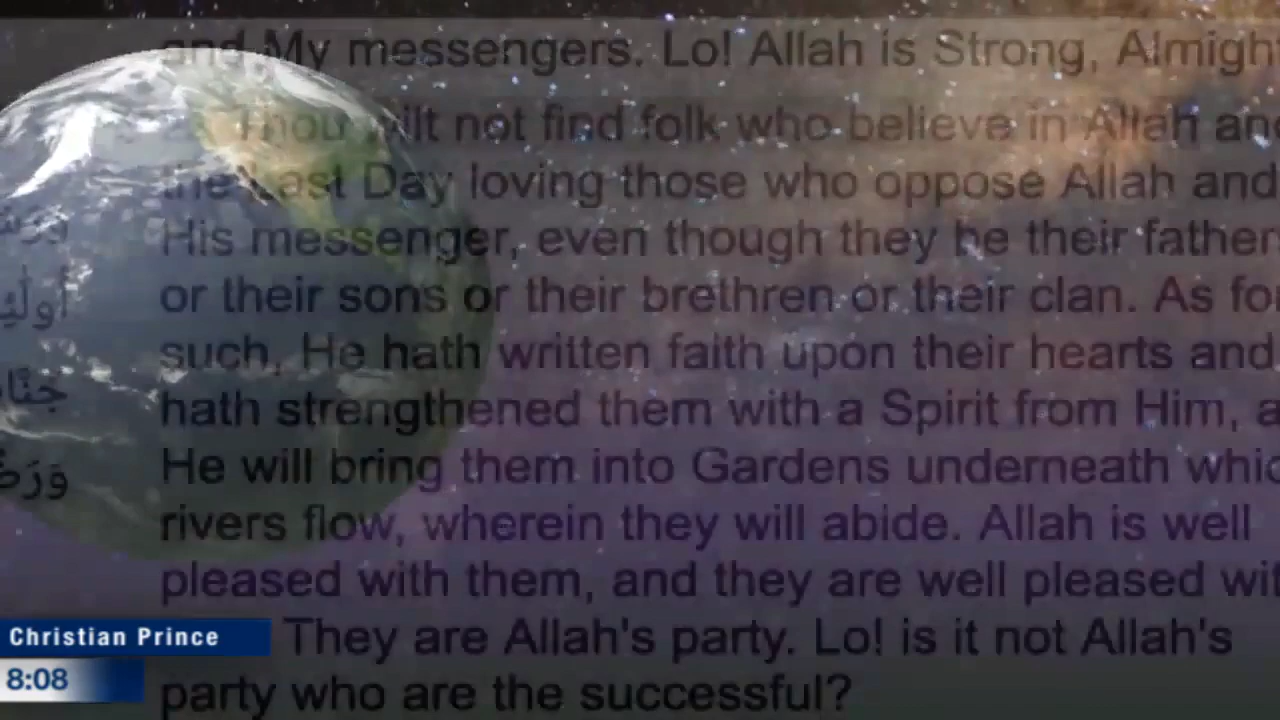 and My messengers. Lo! Allah is Strong, Almigh
Thou wilt not find folk who believe in Allah an
the Last Day loving those who oppose Allah and
His messenger, even though they be their father
or their sons or their brethren or their clan. As fo
such, He hath written faith upon their hearts and
hath strengthened them with a Spirit from Him, a
He will bring them into Gardens underneath whic
rivers flow, wherein they will abide. Allah is well
pleased with them, and they are well pleased wi
They are Allah's party. Lo! is it not Allah's
party who are the successful?
Christian Prince
8:08